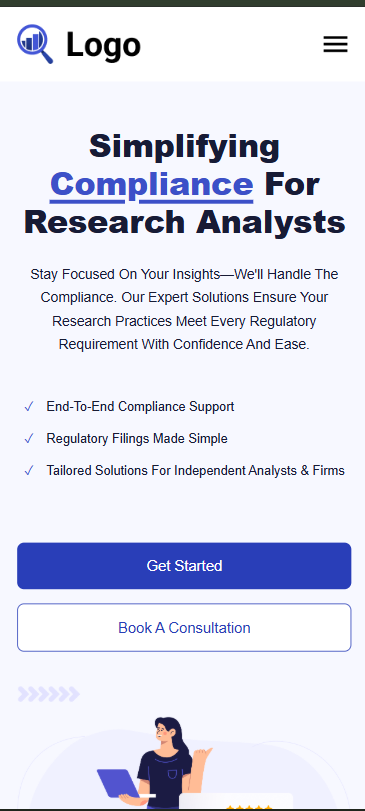 Logo
Simplifying
Compliance For
Research Analysts
Stay Focused On Your Insights—We'll Handle The
Compliance. Our Expert Solutions Ensure Your
Research Practices Meet Every Regulatory
Requirement With Confidence And Ease.
✓ End-To-End Compliance Support
✓ Regulatory Filings Made Simple
✓ Tailored Solutions For Independent Analysts & Firms
Get Started
Book A Consultation